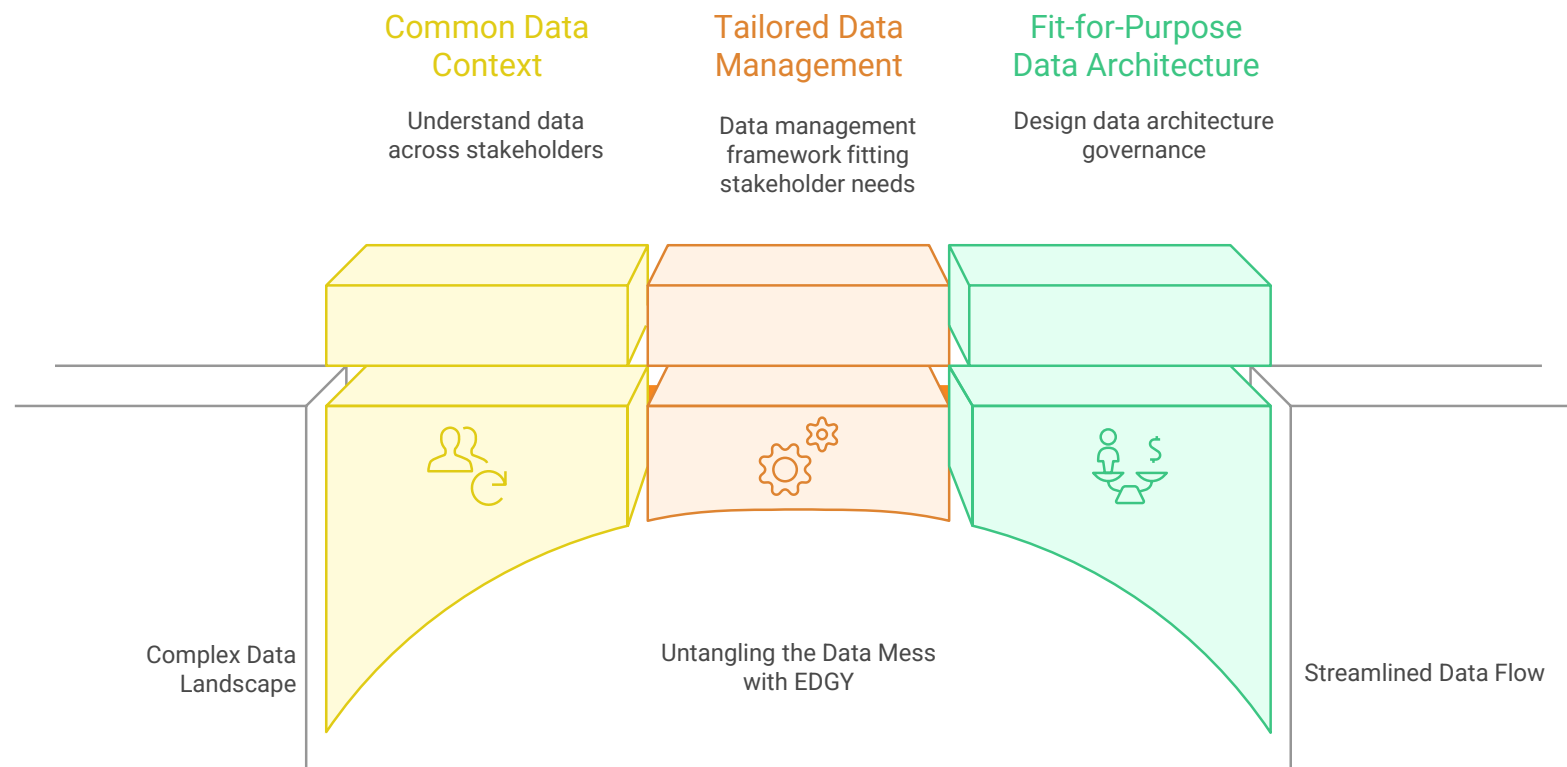 Common Data
Context
Understand data
across stakeholders
Tailored Data
Management
Data management
framework fitting
stakeholder needs
Fit-for-Purpose
Data Architecture
Design data architecture
governance
$
Complex Data
Landscape
Untangling the Data Mess
with EDGY
Streamlined Data Flow